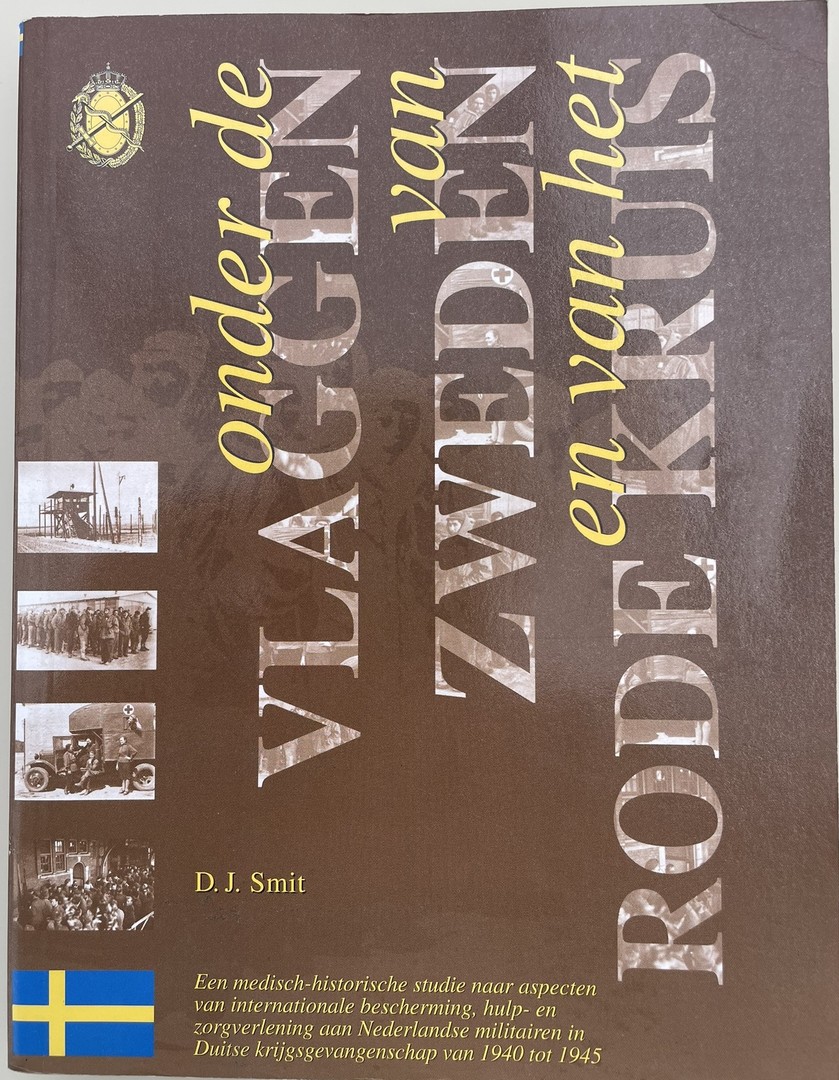 onder de
VLAGGEN
van
ZWEDEN
en van het
RODE KRUIS
D. J. Smit
Een medisch-historische studie naar aspecten
van internationale bescherming, hulp- en
zorgverlening aan Nederlandse militairen in
Duitse krijgsgevangenschap van 1940 tot 1945